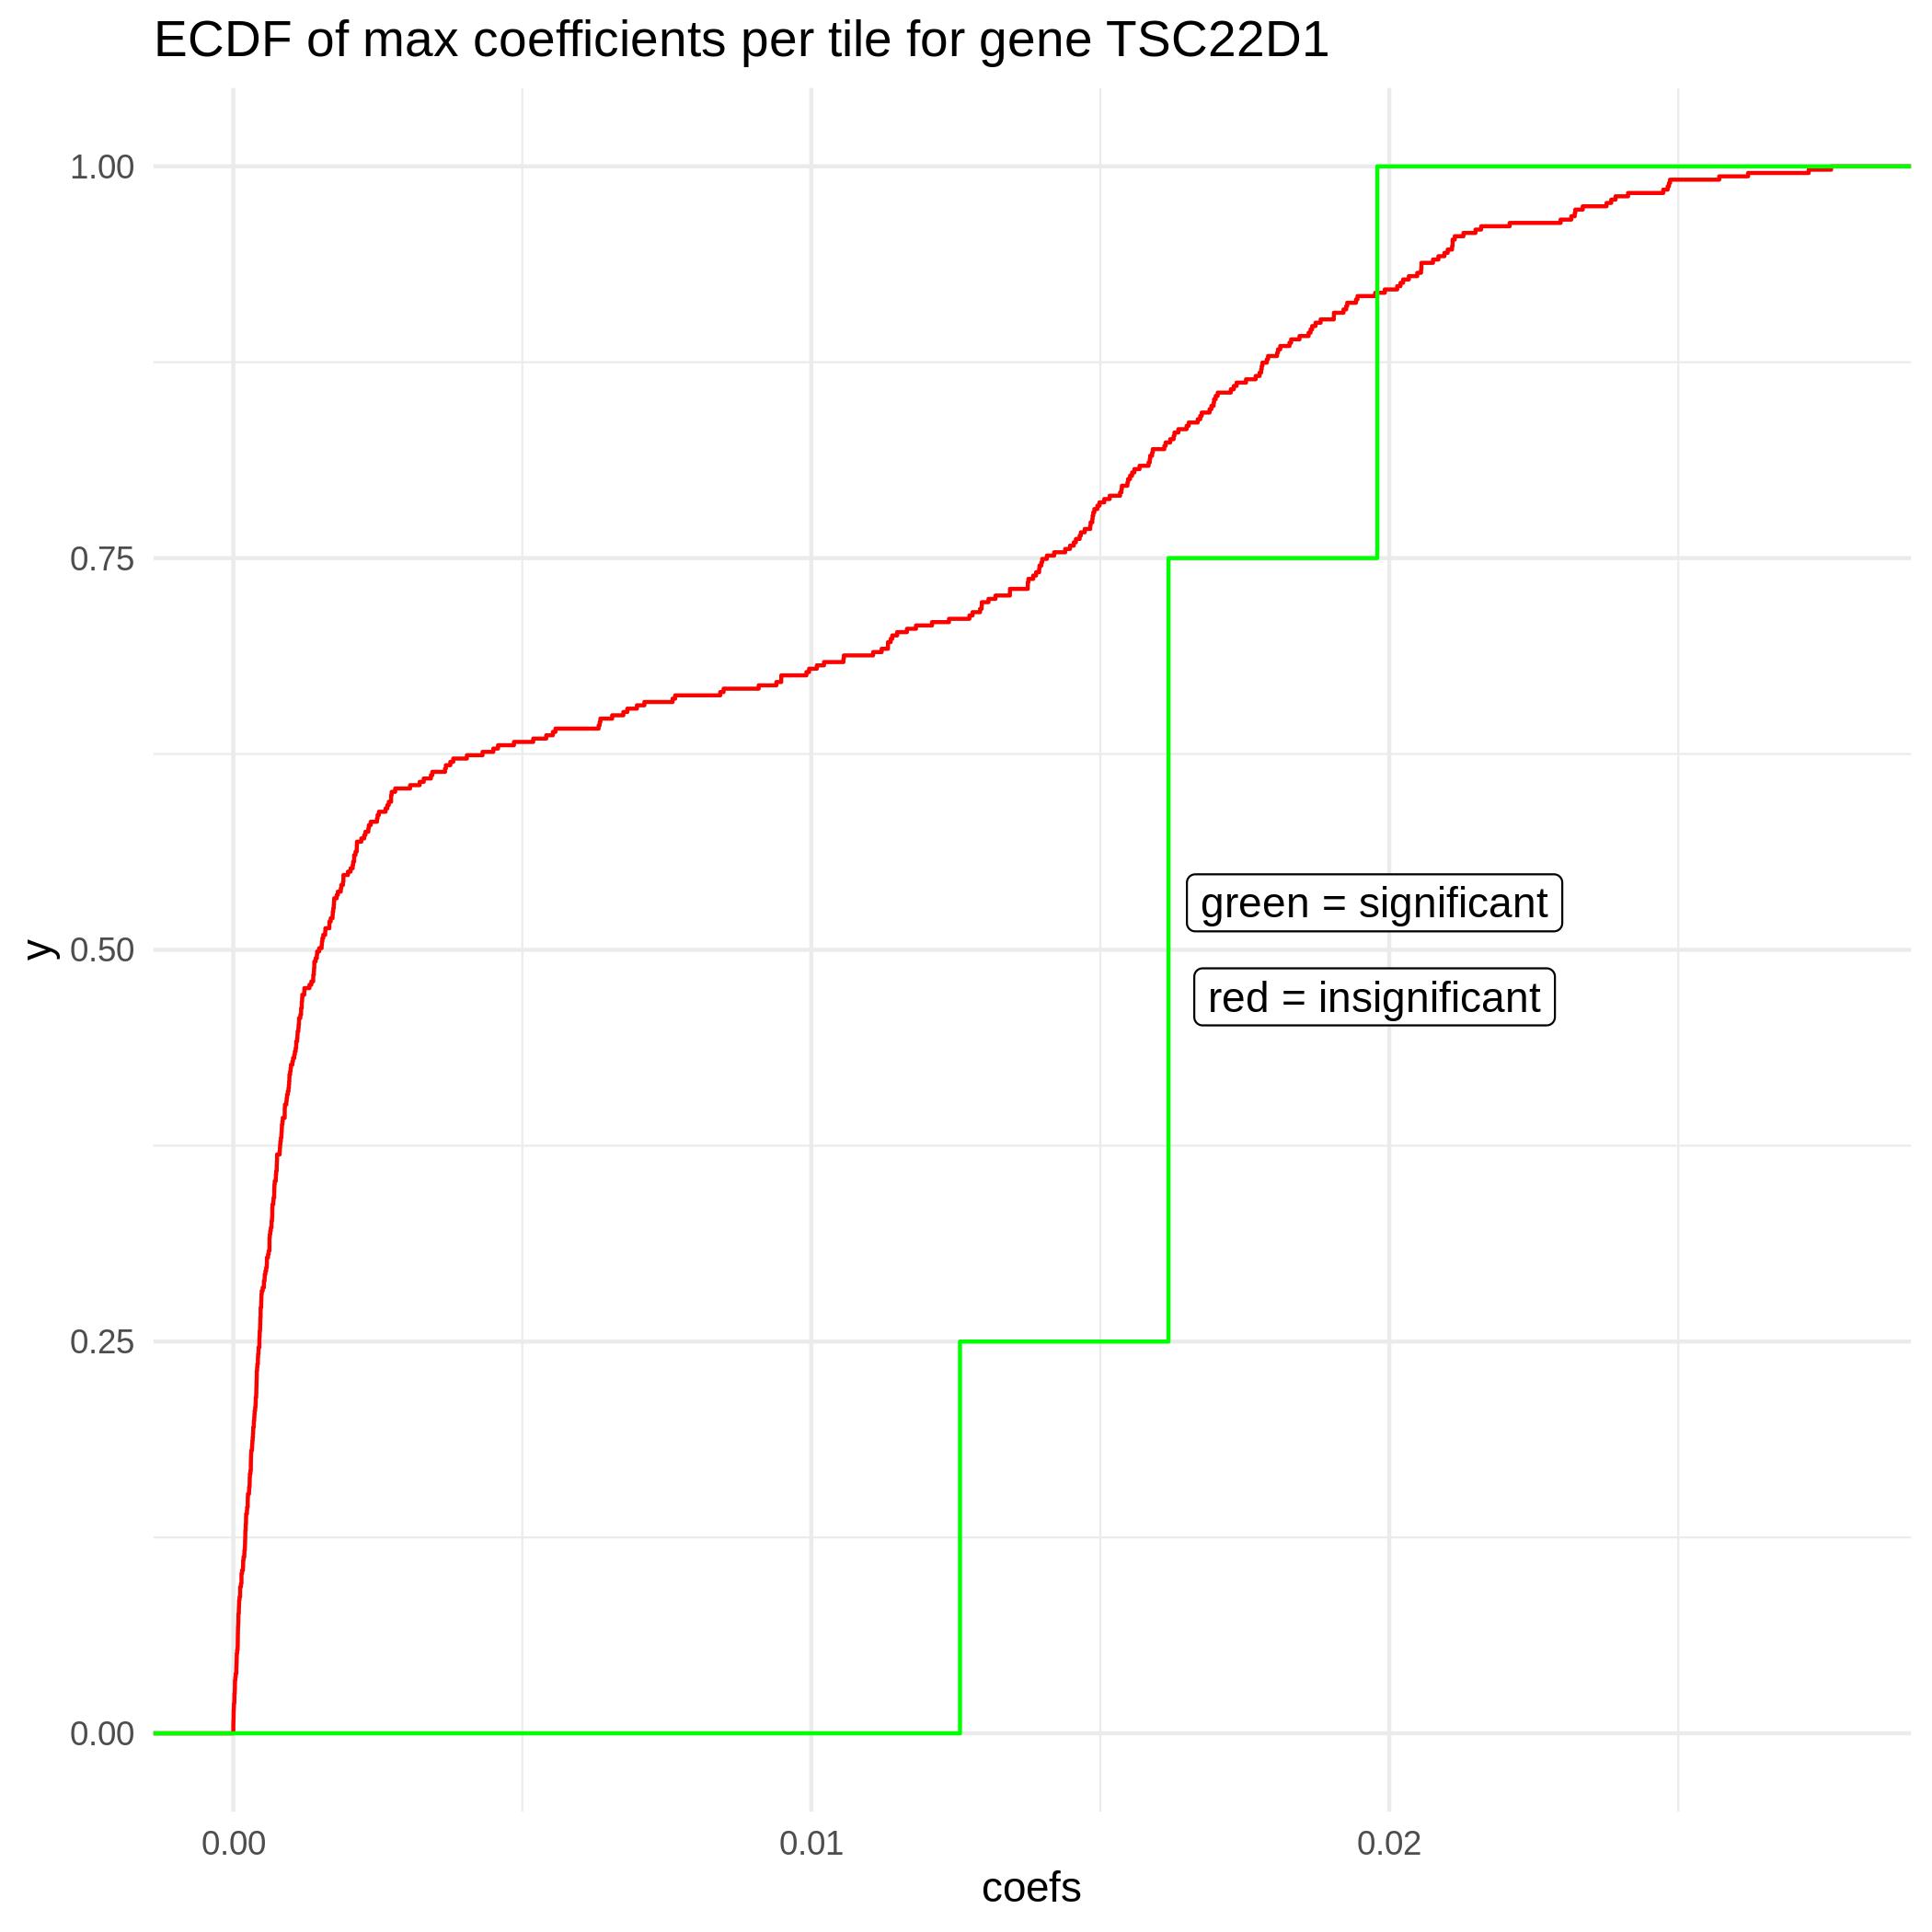 ECDF of max coefficients per tile for gene TSC22D1
1.00
0.75
0.50
0.25
0.00
y
green = significant
red = insignificant
0.00
0.01
0.02
coefs